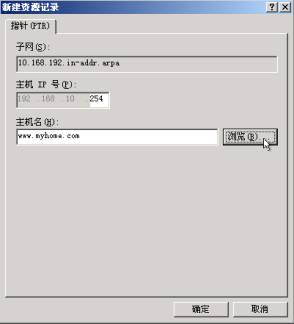 新建资源记录
指针(PTR)
子网(S):
10.168.192.in-addr.arpa
主机 IP 号(P):
192 .168 .10 254
主机名(H):
www.myhome.com 浏览(B)...
确定 取消